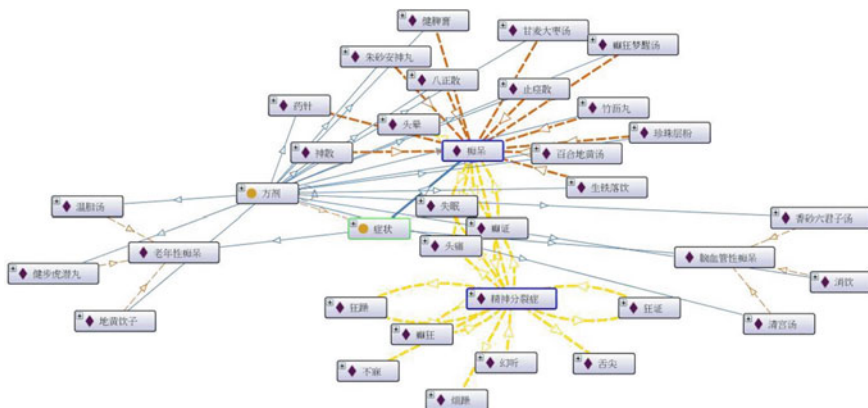 健脾膏
甘麦大枣汤
朱砂安神丸
癫狂梦醒汤
八正散
止痉散
药针
竹沥丸
头晕
珍珠层粉
神散
痴呆
百合地黄汤
方剂
生铁落饮
温胆汤
失眠
香砂六君子汤
症状
癫证
老年性痴呆
头痛
脑血管性痴呆
健步虎潜丸
消饮
精神分裂症
狂躁
狂证
地黄饮子
清宫汤
癫狂
不寐
幻听
舌尖
烦躁